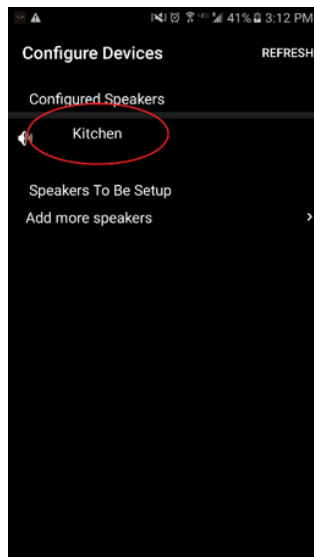 41% 3:12 PM
Configure Devices REFRESH
Configured Speakers
Kitchen
Speakers To Be Setup
Add more speakers